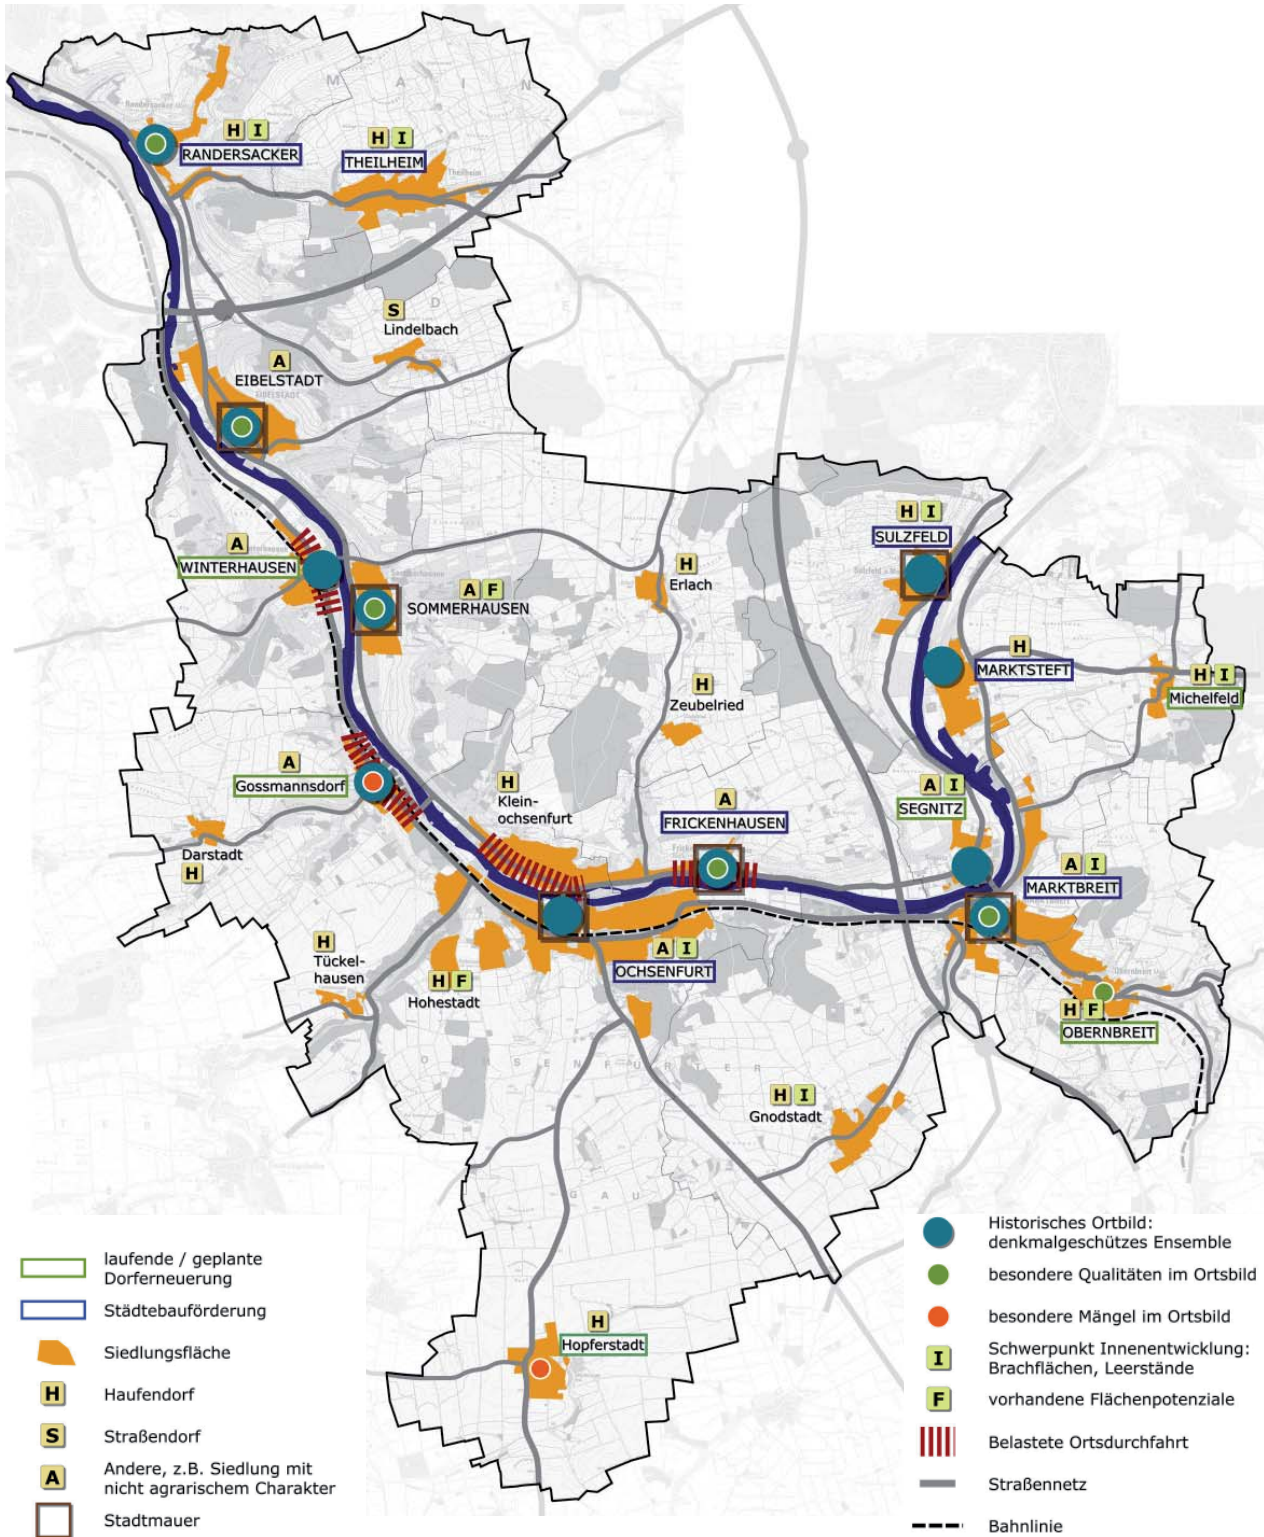 H I
RANDERSACKER
H I
THEILHEIM
Theilheim
M A I N
D
E
S
Lindelbach
A
EIBELSTADT
EIBELSTADT
A
WINTERHAUSEN
A F
SOMMERHAUSEN
H
Erlach
H I
SULZFELD
H
MARKTSTEFT
H I
Michelfeld
H
Zeubelried
A
Gossmannsdorf
H
Klein-
ochsenfurt
A
FRICKENHAUSEN
A I
SEGNITZ
Darstadt
H
A I
MARKTBREIT
H
Tückel-
hausen
H F
Hohestadt
A I
OCHSENFURT
H F
OBERNBREIT
O C H S E N F U R T E R
H I
Gnodstadt
G A U
H
Hopferstadt
laufende / geplante
Dorferneuerung
Städtebauförderung
Siedlungsfläche
H Haufendorf
S Straßendorf
A Andere, z.B. Siedlung mit
nicht agrarischem Charakter
Stadtmauer
Historisches Ortbild:
denkmalgeschützes Ensemble
besondere Qualitäten im Ortsbild
besondere Mängel im Ortsbild
I Schwerpunkt Innenentwicklung:
Brachflächen, Leerstände
F vorhandene Flächenpotenziale
Belastete Ortsdurchfahrt
Straßennetz
Bahnlinie